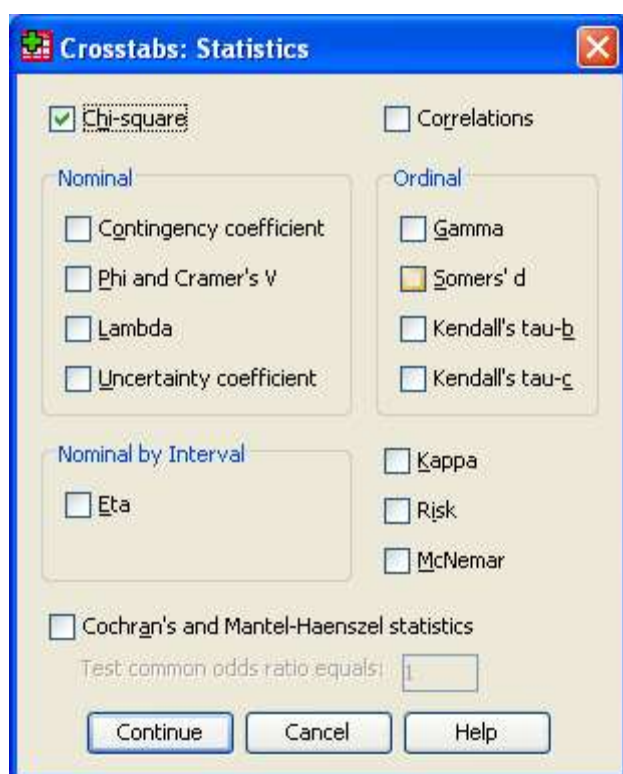 Crosstabs: Statistics
Chi-square
Correlations
Nominal
Contingency coefficient
Phi and Cramer's V
Lambda
Uncertainty coefficient
Ordinal
Gamma
Somers' d
Kendall's tau-b
Kendall's tau-c
Nominal by Interval
Eta
Kappa
Risk
McNemar
Cochran's and Mantel-Haenszel statistics
Test common odds ratio equals: 1
Continue Cancel Help